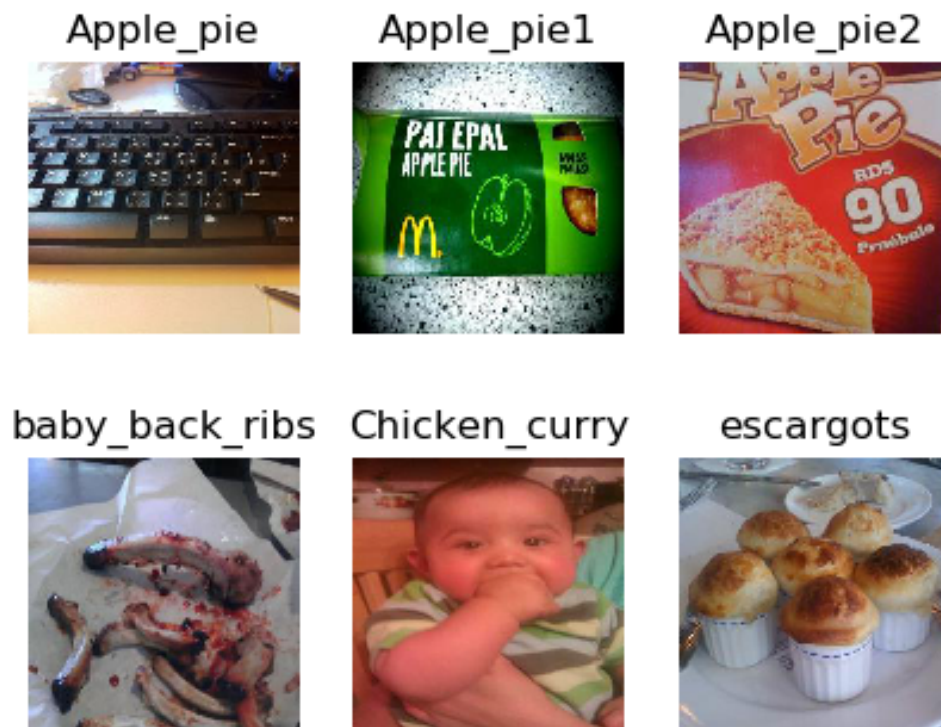 Apple_pie
Apple_pie1
Apple_pie2
PAI EPAL
APPLE PIE
Apple
Pie
RD$
90
baby_back_ribs
Chicken_curry
escargots